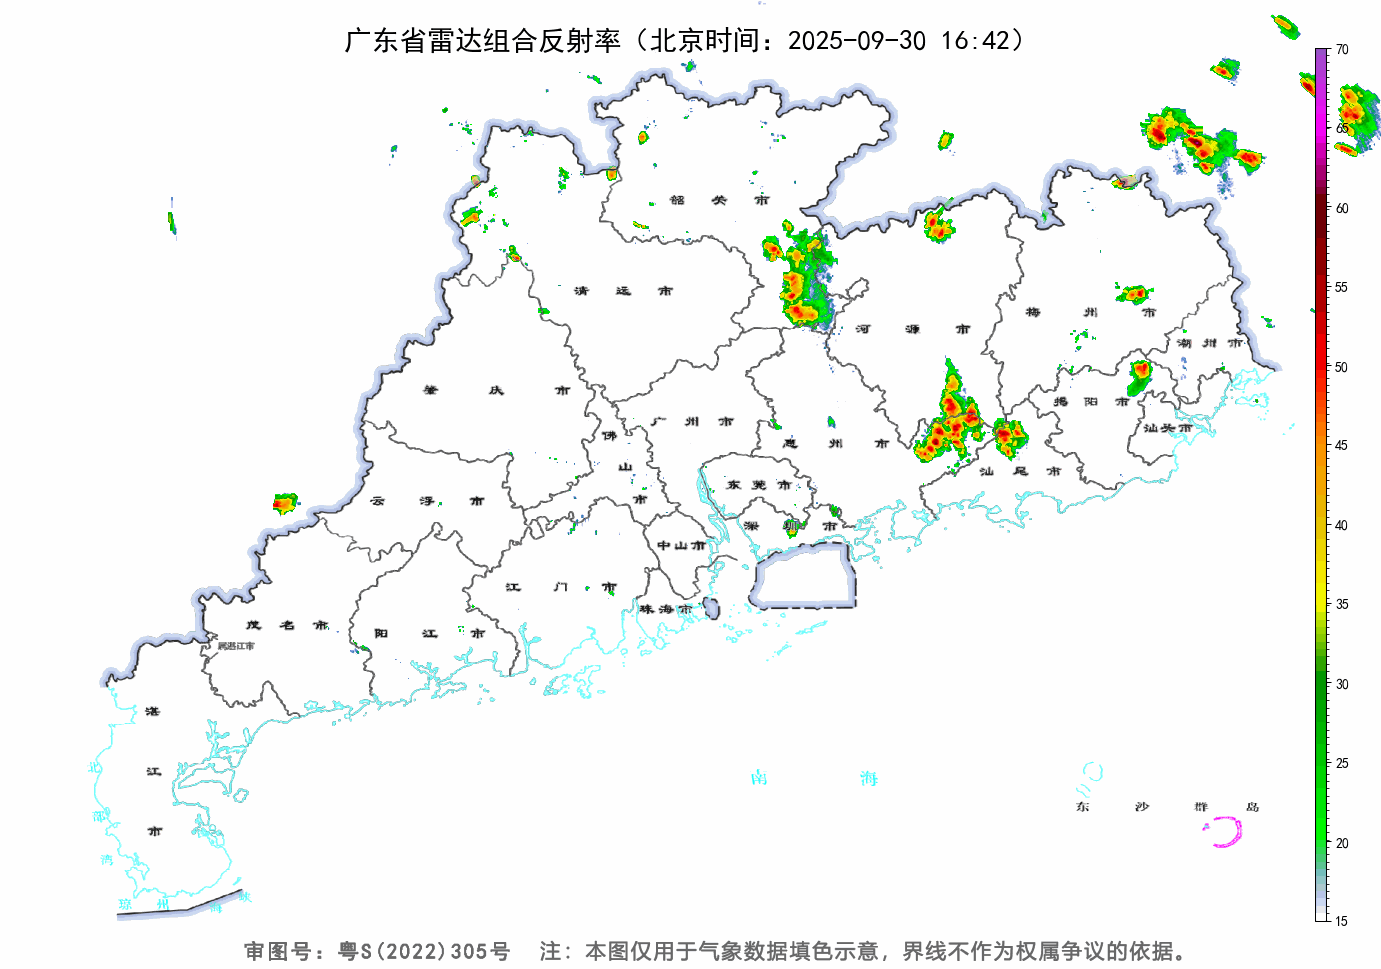 广东省雷达组合反射率（北京时间：2025-09-30 16:42）
70
65
60
55
50
45
40
35
30
25
20
15
韶关市
清远市
河源市
梅州市
潮州市
肇庆市
广州市
佛山市
惠州市
揭阳市
汕头市
汕尾市
云浮市
东莞市
深圳市
中山市
江门市
珠海市
茂名市
阳江市
属湛江市
湛江市
北部湾
南海
东沙群岛
琼州海峡
审图号：粤S(2022)305号 注：本图仅用于气象数据填色示意，界线不作为权属争议的依据。